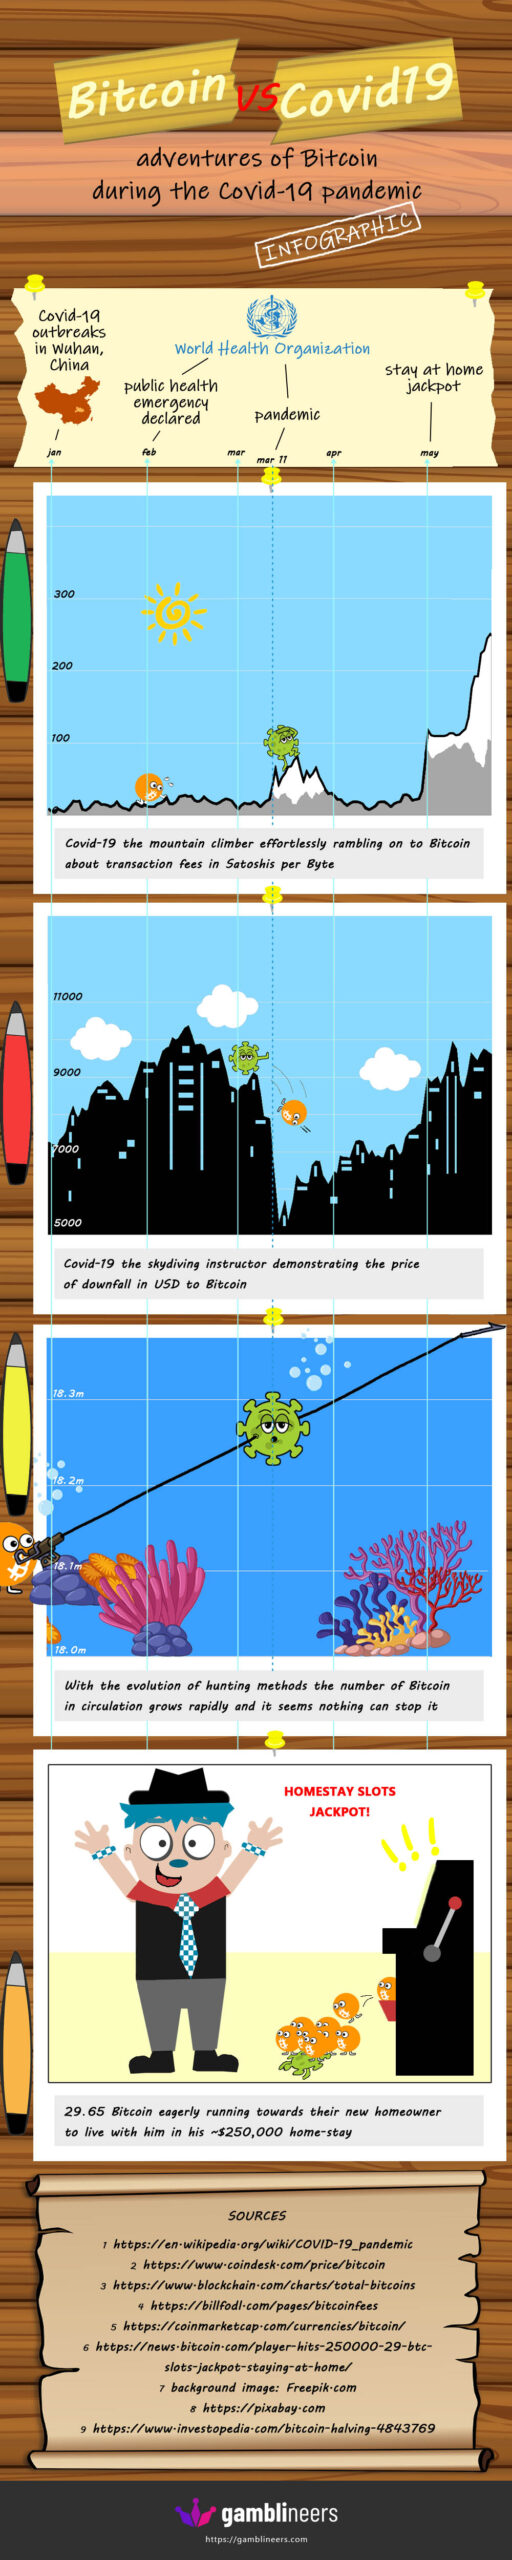 Bitcoin vs Covid19
adventures of Bitcoin
during the Covid-19 pandemic
INFOGRAPHIC
Covid-19
outbreaks
in Wuhan,
China
World Health Organization
public health
emergency
declared
pandemic
stay at home
jackpot
jan
feb
mar
mar 11
apr
may
300
200
100
0
Covid-19 the mountain climber effortlessly rambling on to Bitcoin
about transaction fees in Satoshis per Byte
11000
9000
7000
5000
Covid-19 the skydiving instructor demonstrating the price
of downfall in USD to Bitcoin
18.3m
18.2m
18.1m
18.0m
With the evolution of hunting methods the number of Bitcoin
in circulation grows rapidly and it seems nothing can stop it
HOMESTAY SLOTS
JACKPOT!
29.65 Bitcoin eagerly running towards their new homeowner
to live with him in his ~$250,000 home-stay
SOURCES
1 https://en.wikipedia.org/wiki/COVID-19_pandemic
2 https://www.coindesk.com/price/bitcoin
3 https://www.blockchain.com/charts/total-bitcoins
4 https://billfodl.com/pages/bitcoinfees
5 https://coinmarketcap.com/currencies/bitcoin/
6 https://news.bitcoin.com/player-hits-250000-29-btc-
slots-jackpot-staying-at-home/
7 background image: Freepik.com
8 https://pixabay.com
9 https://www.investopedia.com/bitcoin-halving-4843769
gamblineers
https://gamblineers.com